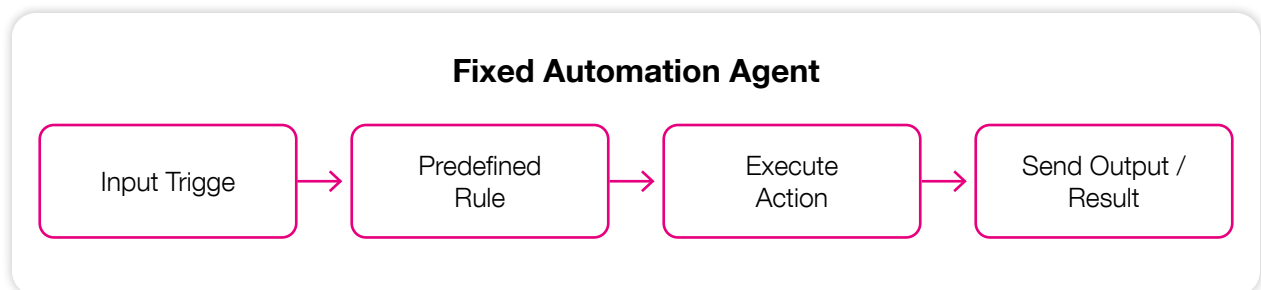 Fixed Automation Agent
Input Trigge
Predefined
Rule
Execute
Action
Send Output /
Result